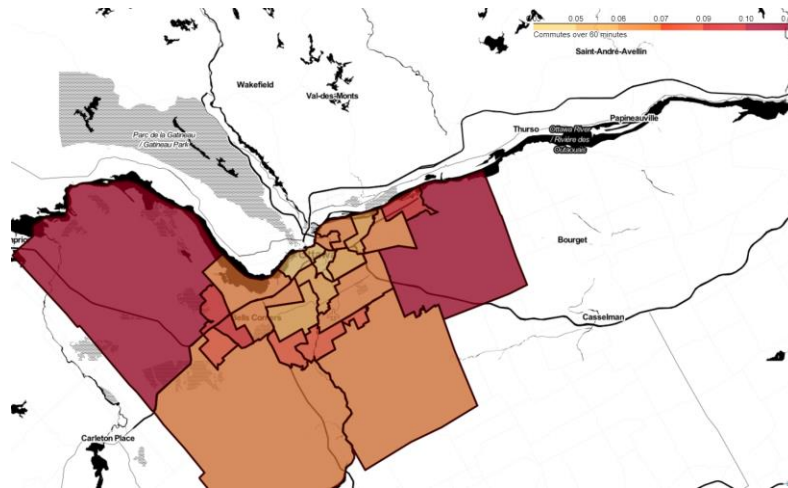 0.05
0.06
0.07
0.09
0.10
Commutes over 60 minutes
Saint-André-Avellin
Wakefield
Val-des-Monts
Papineauville
Thurso
Ottawa River
/ Rivière des
Outaouais
Parc de la Gatineau
/ Gatineau Park
Bourget
Casselman
Carleton Place